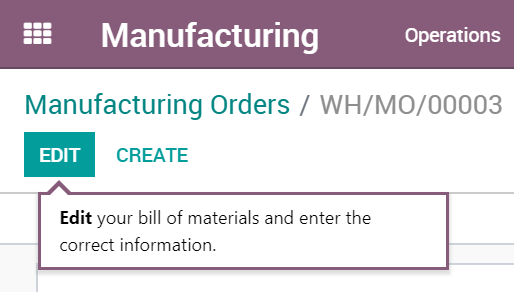 Manufacturing Operations
Manufacturing Orders / WH/MO/00003
EDIT CREATE
Edit your bill of materials and enter the
correct information.